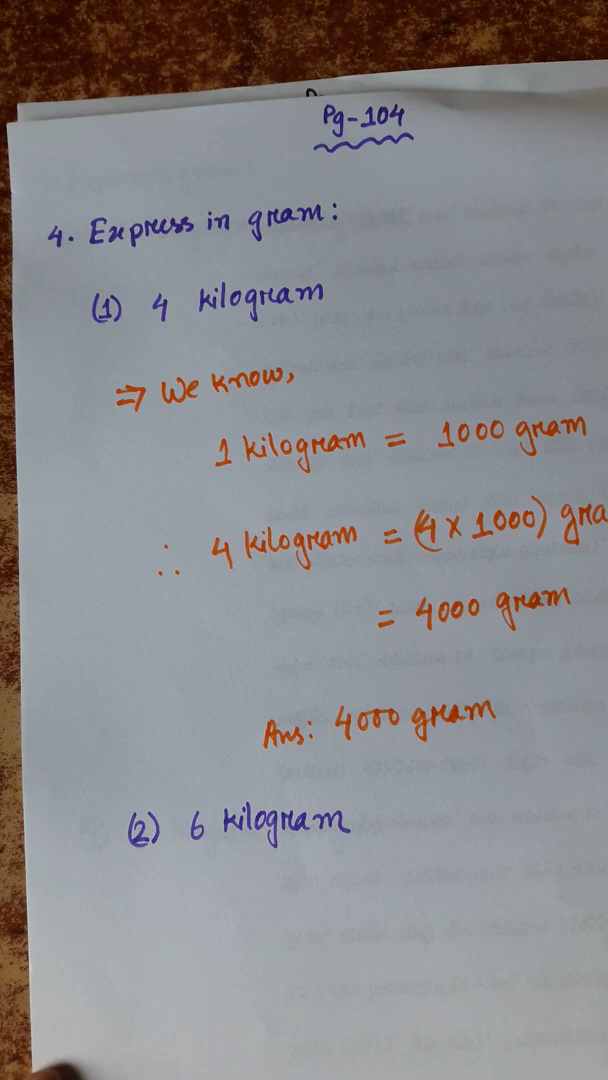 Pg-104
4. Express in gram:
(1) 4 kilogram
⇒ We know,
1 kilogram = 1000 gram
∴ 4 kilogram = (4 × 1000) gra
= 4000 gram
Ans: 4000 gram
(2) 6 kilogram